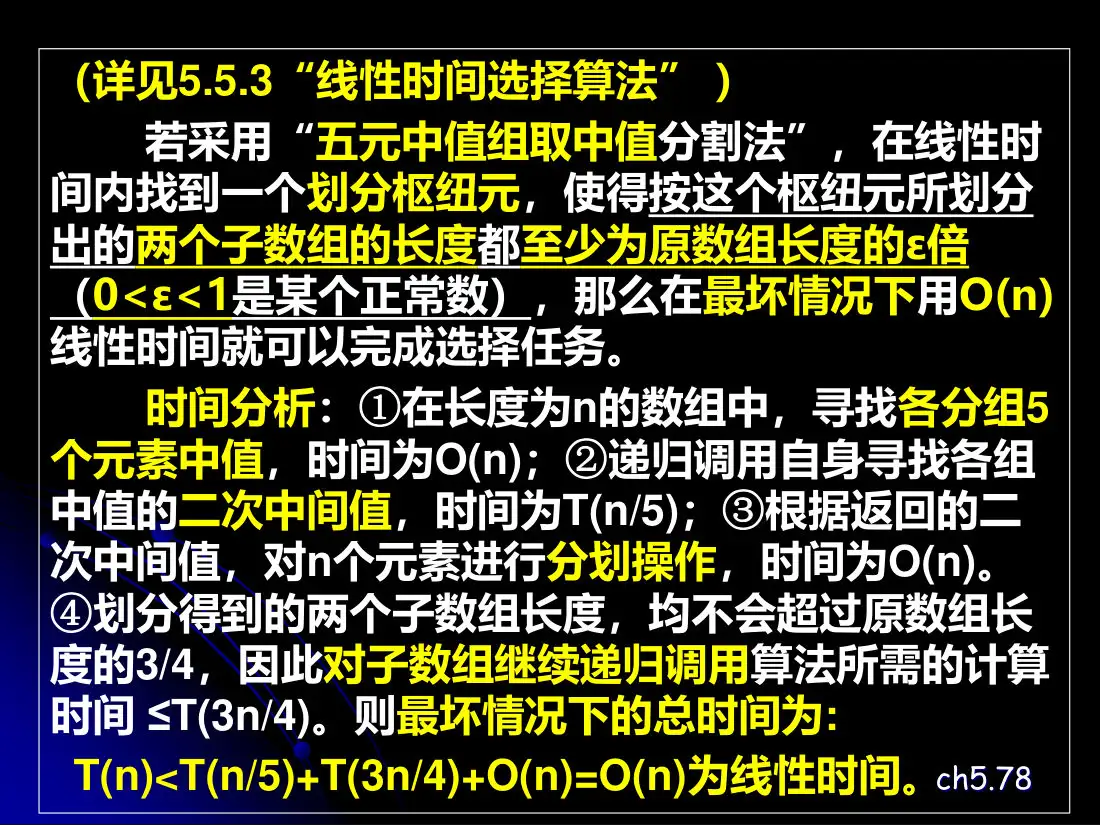 (详见5.5.3“线性时间选择算法” )
若采用“五元中值组取中值分割法”，在线性时
间内找到一个划分枢纽元，使得按这个枢纽元所划分
出的两个子数组的长度都至少为原数组长度的ε倍
（0<ε<1是某个正常数），那么在最坏情况下用O(n)
线性时间就可以完成选择任务。
时间分析：①在长度为n的数组中，寻找各分组5
个元素中值，时间为O(n)；②递归调用自身寻找各组
中值的二次中间值，时间为T(n/5)；③根据返回的二
次中间值，对n个元素进行分划操作，时间为O(n)。
④划分得到的两个子数组长度，均不会超过原数组长
度的3/4，因此对子数组继续递归调用算法所需的计算
时间 ≤T(3n/4)。则最坏情况下的总时间为：
T(n)<T(n/5)+T(3n/4)+O(n)=O(n)为线性时间。ch5.78